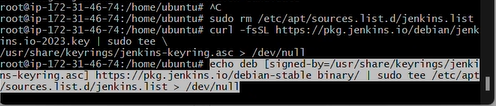 root@ip-172-31-46-74:/home/ubuntu# ^C
root@ip-172-31-46-74:/home/ubuntu# sudo rm /etc/apt/sources.list.d/jenkins.list
root@ip-172-31-46-74:/home/ubuntu# curl -fsSL https://pkg.jenkins.io/debian/jenki
ns.io-2023.key | sudo tee \
/usr/share/keyrings/jenkins-keyring.asc > /dev/null
root@ip-172-31-46-74:/home/ubuntu# echo deb [signed-by=/usr/share/keyrings/jenki
ns-keyring.asc] https://pkg.jenkins.io/debian-stable binary/ | sudo tee /etc/apt
/sources.list.d/jenkins.list > /dev/null